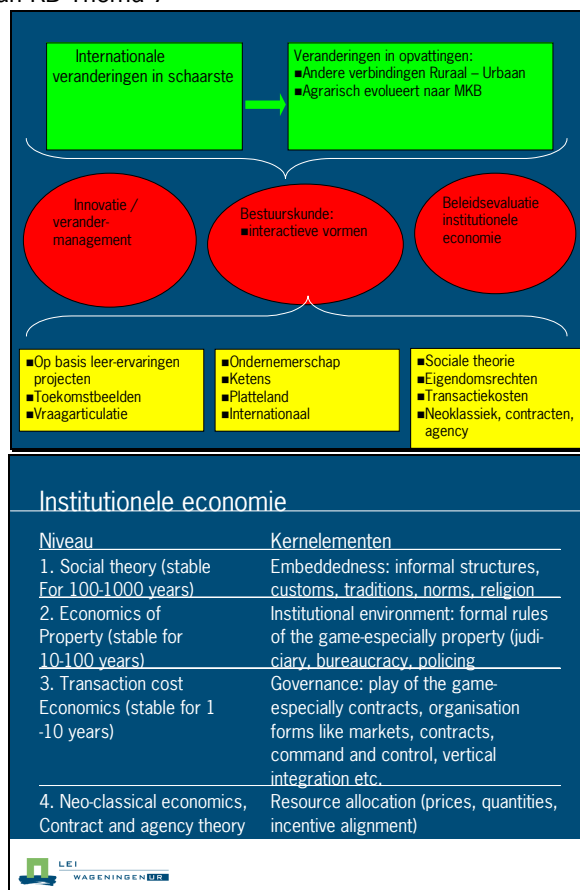 Internationale
veranderingen in schaarste
Veranderingen in opvattingen:
■Andere verbindingen Ruraal – Urbaan
■Agrarisch evolueert naar MKB
Innovatie /
verander-
management
Bestuurskunde:
■interactieve vormen
Beleidsevaluatie
institutionele
economie
■Op basis leer-ervaringen
projecten
■Toekomstbeelden
■Vraagarticulatie
■Ondernemerschap
■Ketens
■Platteland
■Internationaal
■Sociale theorie
■Eigendomsrechten
■Transactiekosten
■Neoklassiek, contracten,
agency
Institutionele economie
Niveau
Kernelementen
1. Social theory (stable
For 100-1000 years)
Embeddedness: informal structures,
customs, traditions, norms, religion
2. Economics of
Property (stable for
10-100 years)
Institutional environment: formal rules
of the game-especially property (judi-
ciary, bureaucracy, policing
3. Transaction cost
Economics (stable for 1
-10 years)
Governance: play of the game-
especially contracts, organisation
forms like markets, contracts,
command and control, vertical
integration etc.
4. Neo-classical economics,
Contract and agency theory
Resource allocation (prices, quantities,
incentive alignment)
LEI
WAGENINGEN UR